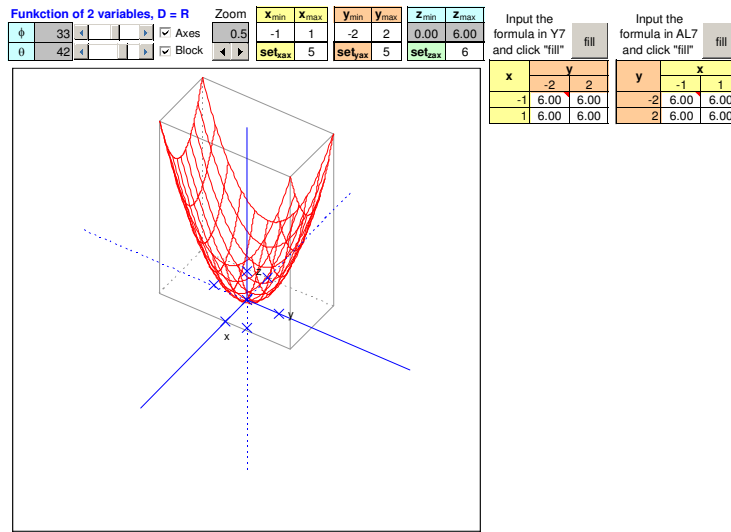 Funkction of 2 variables, D = R
Zoom
xmin xmax
ymin ymax
zmin zmax
ϕ 33
Axes
0.5
-1 1
-2 2
0.00 6.00
θ 42
Block
setxax 5
setyax 5
setzax 6
Input the
formula in Y7
and click "fill"
fill
x y
-2 2
-1 6.00 6.00
1 6.00 6.00
Input the
formula in AL7
and click "fill"
fill
y x
-1 1
-2 6.00 6.00
2 6.00 6.00
z
y
x